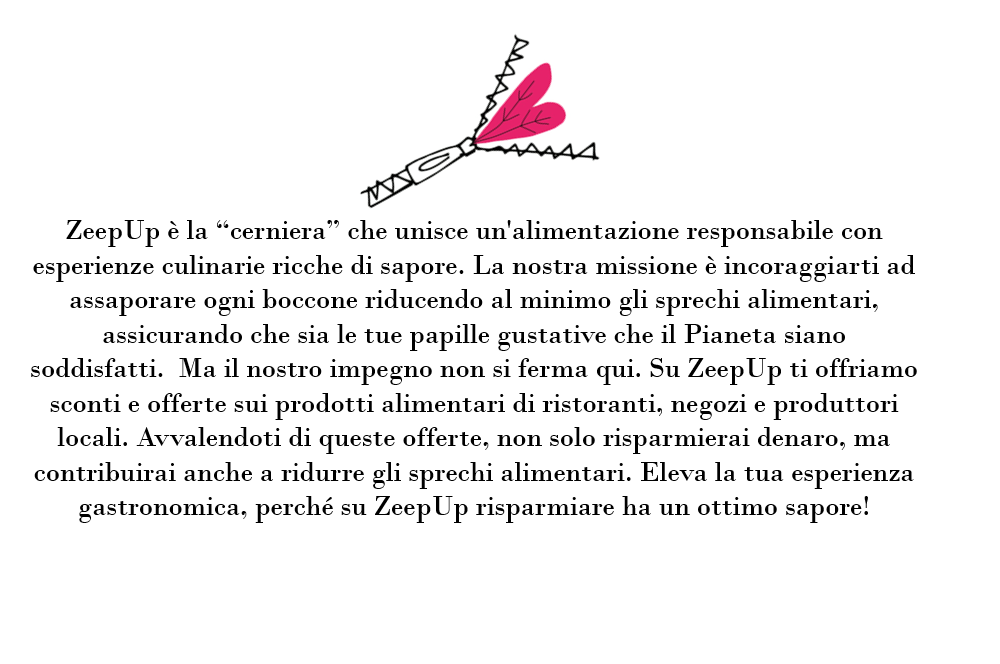 ZeepUp è la “cerniera” che unisce un'alimentazione responsabile con
esperienze culinarie ricche di sapore. La nostra missione è incoraggiarti ad
assaporare ogni boccone riducendo al minimo gli sprechi alimentari,
assicurando che sia le tue papille gustative che il Pianeta siano
soddisfatti.  Ma il nostro impegno non si ferma qui. Su ZeepUp ti offriamo
sconti e offerte sui prodotti alimentari di ristoranti, negozi e produttori
locali. Avvalendoti di queste offerte, non solo risparmierai denaro, ma
contribuirai anche a ridurre gli sprechi alimentari. Eleva la tua esperienza
gastronomica, perché su ZeepUp risparmiare ha un ottimo sapore!